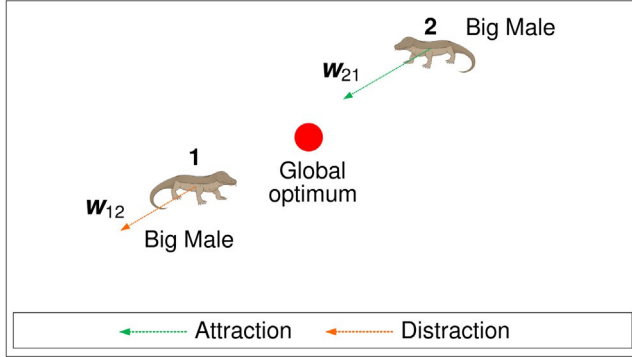 2 Big Male
w21
1
Global
optimum
w12
Big Male
Attraction Distraction